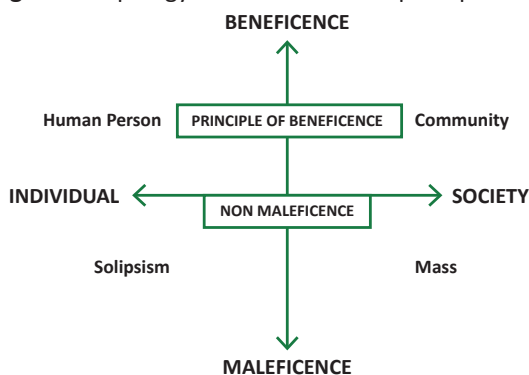 BENEFICENCE
Human Person PRINCIPLE OF BENEFICENCE Community
INDIVIDUAL SOCIETY
NON MALEFICENCE
Solipsism Mass
MALEFICENCE